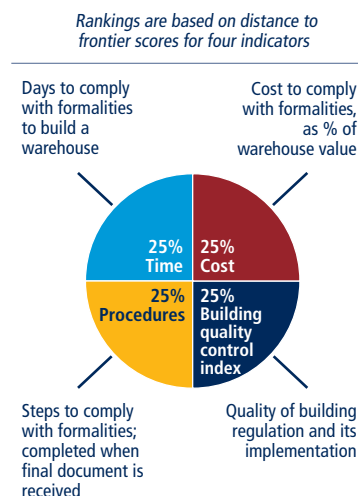 Rankings are based on distance to
frontier scores for four indicators
Days to comply
with formalities
to build a
warehouse
Cost to comply
with formalities,
as % of
warehouse value
25%
Time
25%
Cost
25%
Procedures
25%
Building
quality
control
index
Steps to comply
with formalities;
completed when
final document is
received
Quality of building
regulation and its
implementation